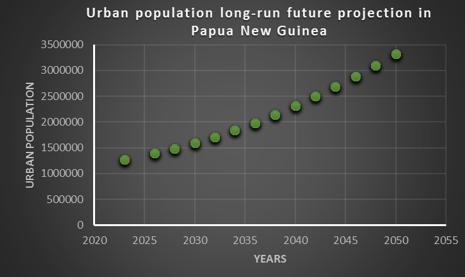 Urban population long-run future projection in
Papua New Guinea
3500000
3000000
2500000
2000000
1500000
1000000
500000
0
URBAN POPULATION
2020 2025 2030 2035 2040 2045 2050 2055
YEARS